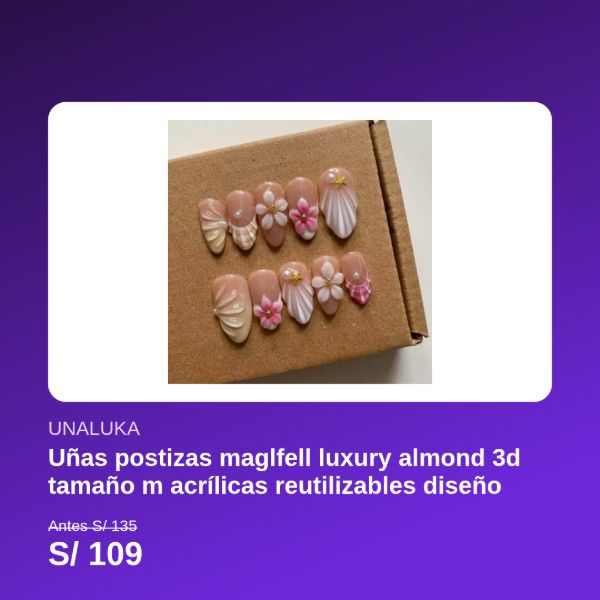 UNALUKA
Uñas postizas maglfell luxury almond 3d
tamaño m acrílicas reutilizables diseño
Antes S/ 135
S/ 109